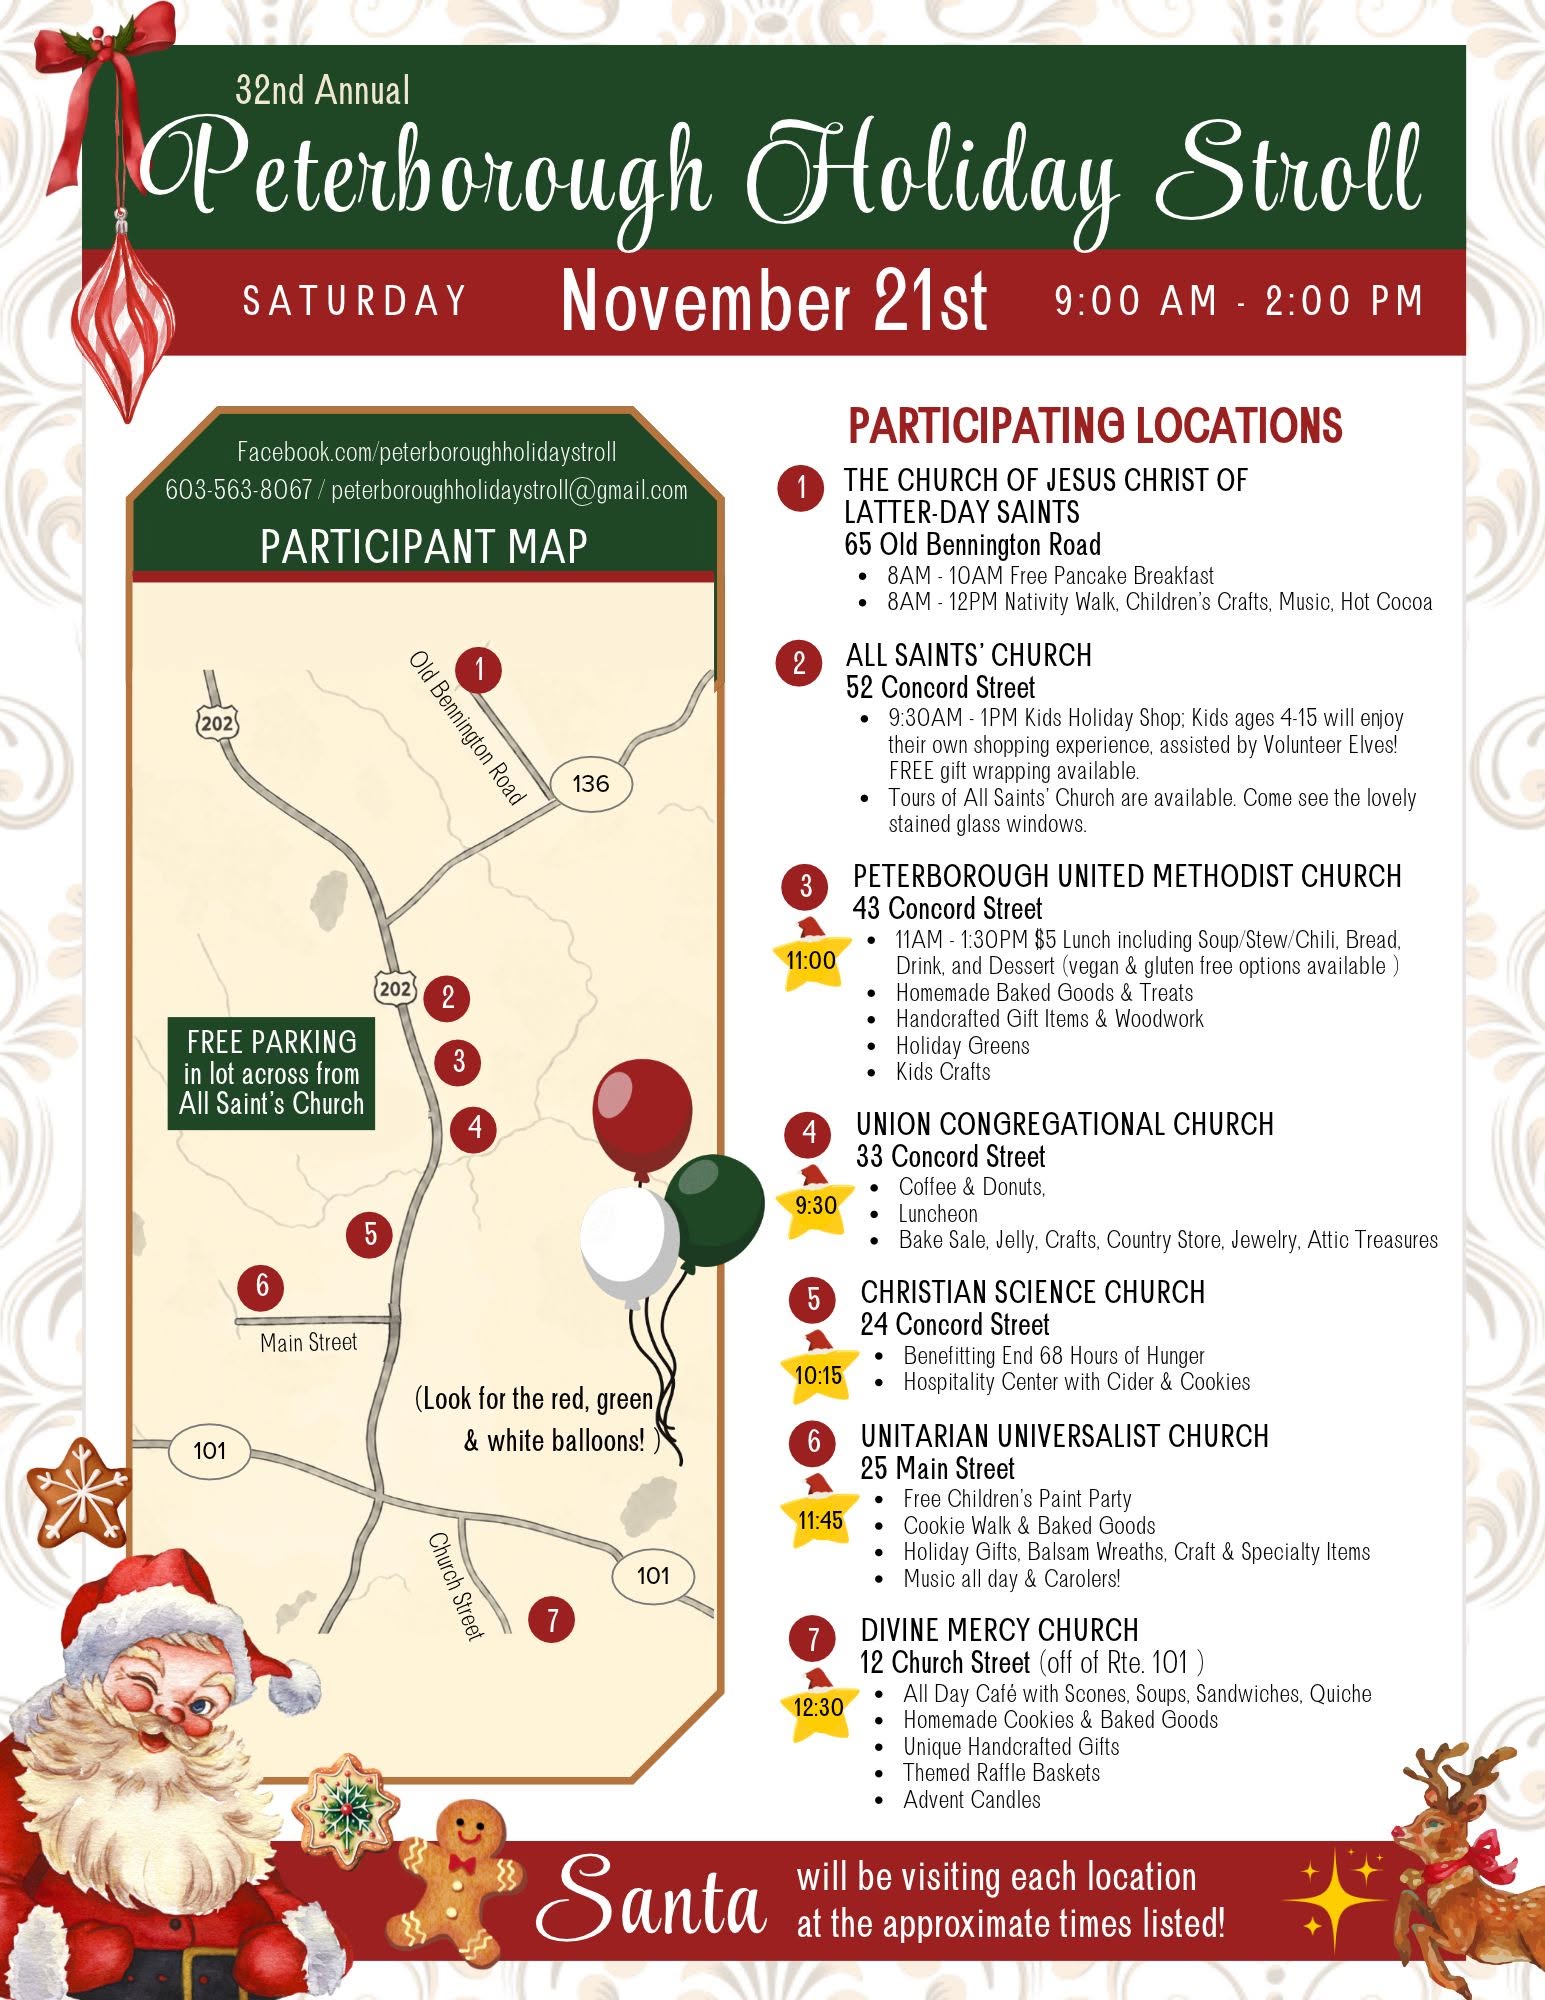 32nd Annual
Peterborough Holiday Stroll
SATURDAY November 21st 9:00 AM - 2:00 PM
Facebook.com/peterboroughholidaystroll
603-563-8067 / peterboroughholidaystroll@gmail.com
PARTICIPANT MAP
1
Old Bennington Road
202
136
202
2
FREE PARKING
in lot across from
All Saint's Church
3
4
5
6
Main Street
(Look for the red, green
& white balloons! )
101
Church Street
101
7
PARTICIPATING LOCATIONS
1 THE CHURCH OF JESUS CHRIST OF
LATTER-DAY SAINTS
65 Old Bennington Road
• 8AM - 10AM Free Pancake Breakfast
• 8AM - 12PM Nativity Walk, Children's Crafts, Music, Hot Cocoa
2 ALL SAINTS' CHURCH
52 Concord Street
• 9:30AM - 1PM Kids Holiday Shop; Kids ages 4-15 will enjoy
their own shopping experience, assisted by Volunteer Elves!
FREE gift wrapping available.
• Tours of All Saints' Church are available. Come see the lovely
stained glass windows.
3 PETERBOROUGH UNITED METHODIST CHURCH
43 Concord Street
11:00
• 11AM - 1:30PM $5 Lunch including Soup/Stew/Chili, Bread,
Drink, and Dessert (vegan & gluten free options available )
• Homemade Baked Goods & Treats
• Handcrafted Gift Items & Woodwork
• Holiday Greens
• Kids Crafts
4 UNION CONGREGATIONAL CHURCH
33 Concord Street
9:30
• Coffee & Donuts,
• Luncheon
• Bake Sale, Jelly, Crafts, Country Store, Jewelry, Attic Treasures
5 CHRISTIAN SCIENCE CHURCH
24 Concord Street
10:15
• Benefitting End 68 Hours of Hunger
• Hospitality Center with Cider & Cookies
6 UNITARIAN UNIVERSALIST CHURCH
25 Main Street
11:45
• Free Children's Paint Party
• Cookie Walk & Baked Goods
• Holiday Gifts, Balsam Wreaths, Craft & Specialty Items
• Music all day & Carolers!
7 DIVINE MERCY CHURCH
12 Church Street (off of Rte. 101 )
12:30
• All Day Café with Scones, Soups, Sandwiches, Quiche
• Homemade Cookies & Baked Goods
• Unique Handcrafted Gifts
• Themed Raffle Baskets
• Advent Candles
Santa will be visiting each location
at the approximate times listed!